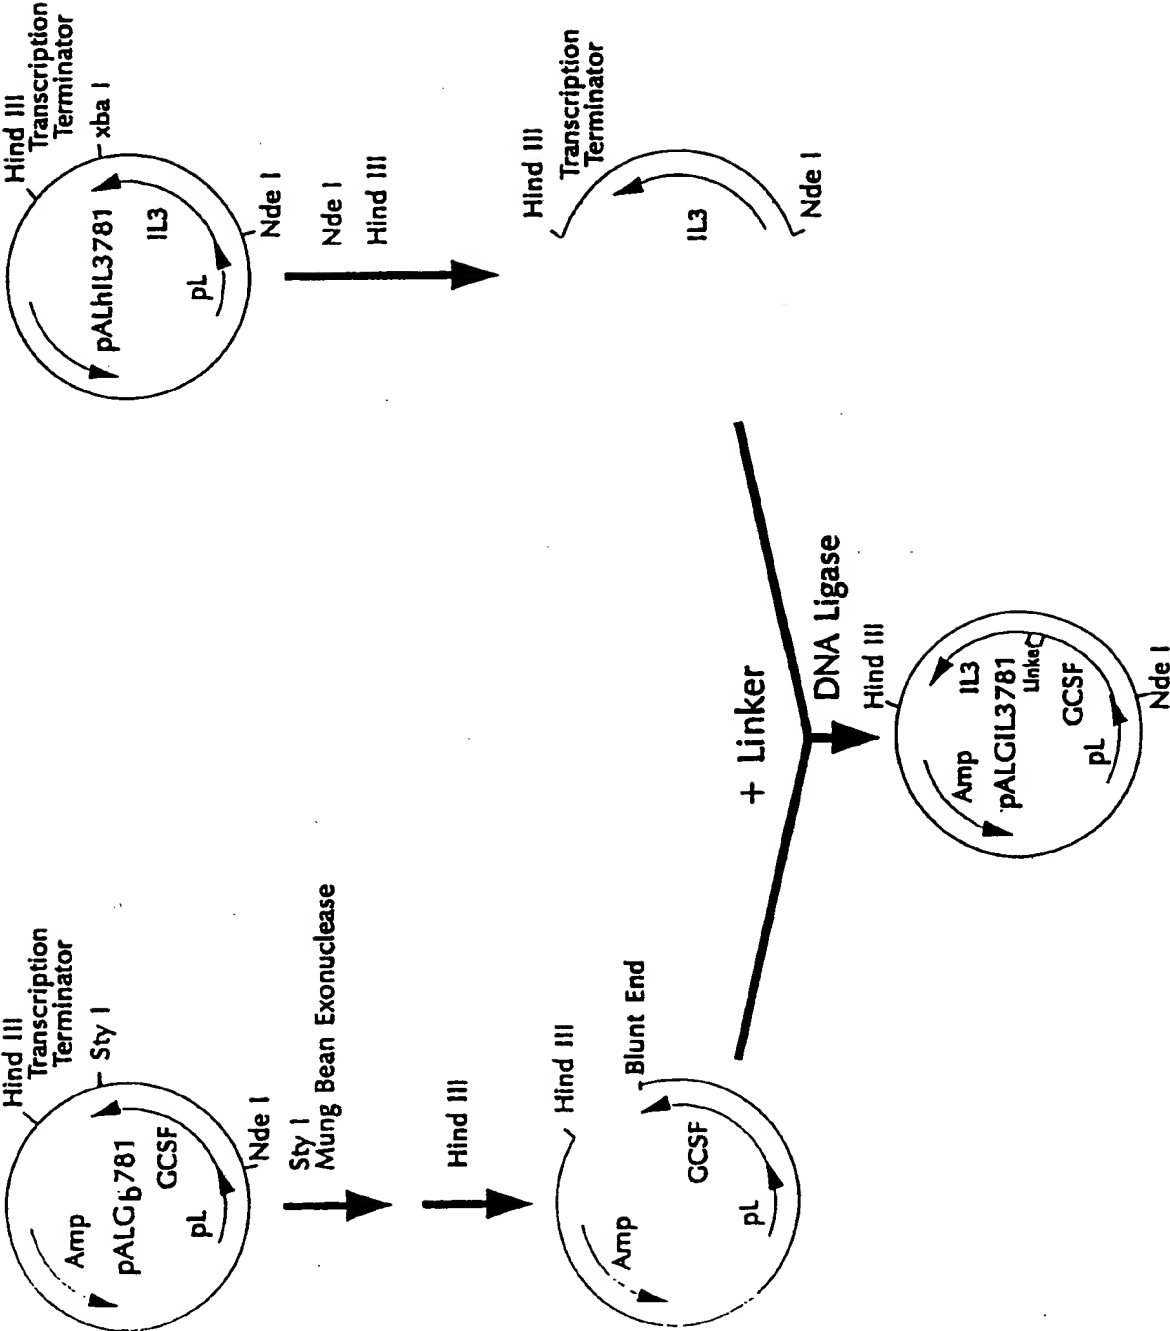 Hind III
Transcription
Terminator
Sty I
Amp
pALGb781
GCSF
pL
Nde I
Sty I
Mung Bean Exonuclease
Hind III
Hind III
Blunt End
Amp
GCSF
pL
Hind III
Transcription
Terminator
xba I
pALhIL3781
IL3
pL
Nde I
Nde I
Hind III
Hind III
Transcription
Terminator
IL3
Nde I
+ Linker
DNA Ligase
Hind III
Amp
IL3
pALGIL3781
Linker
GCSF
pL
Nde I